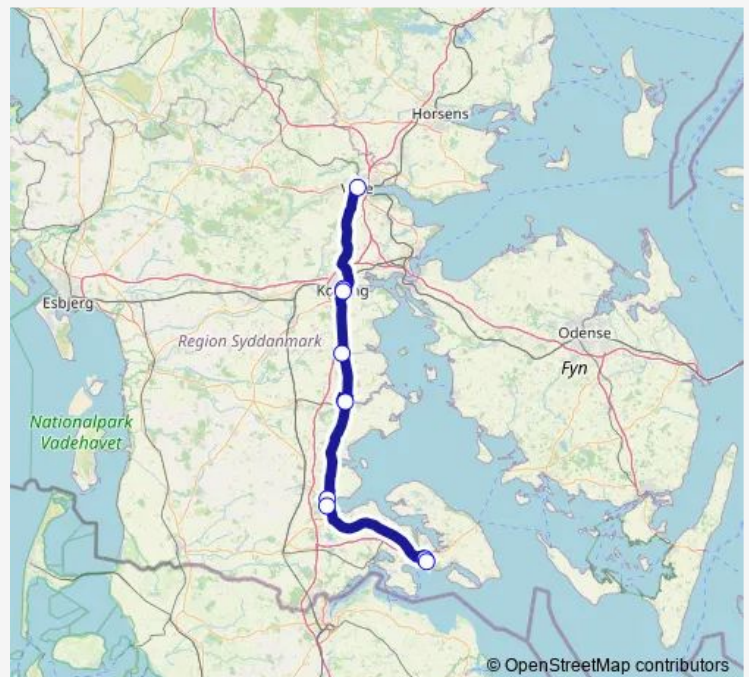 Horsens
Esbjerg
Odense
Region Syddanmark
Fyn
Nationalpark
Vadehavet
© OpenStreetMap contributors